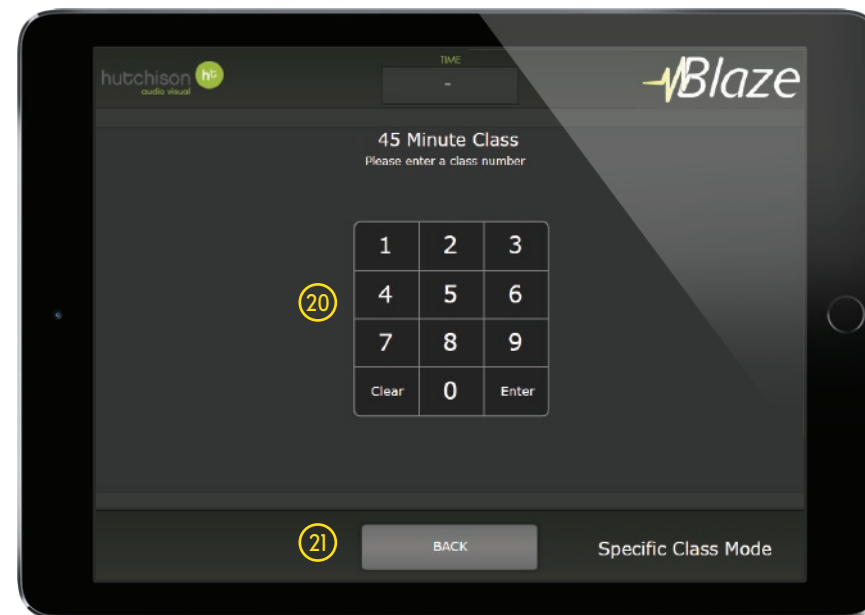 hutchison ht
audio visual
TIME
-
Blaze
45 Minute Class
Please enter a class number
1 2 3
4 5 6
7 8 9
Clear 0 Enter
20
21
BACK
Specific Class Mode